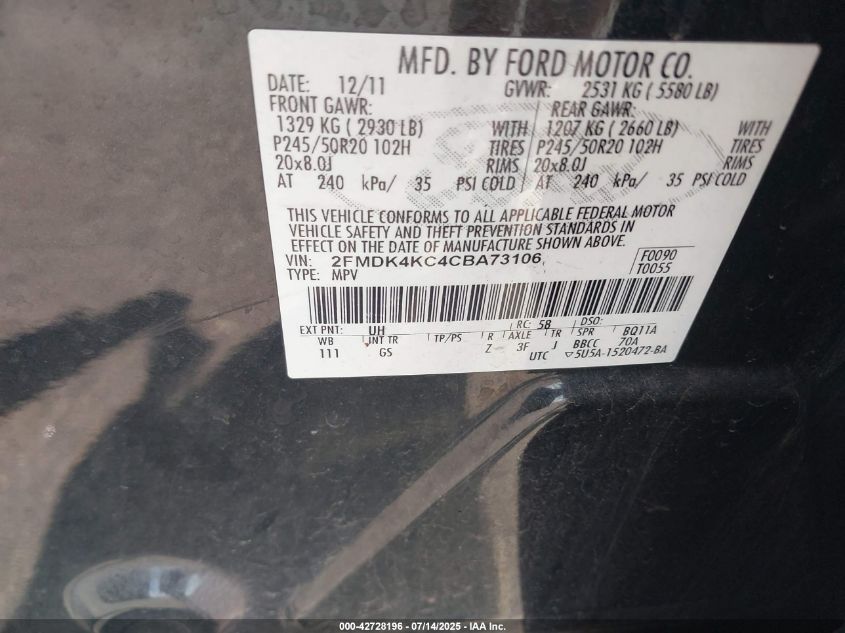 MFD. BY FORD MOTOR CO.
DATE: 12/11 GVWR: 2531 KG ( 5580 LB)
FRONT GAWR: REAR GAWR:
1329 KG ( 2930 LB) WITH 1207 KG ( 2660 LB) WITH
P245/50R20 102H TIRES P245/50R20 102H TIRES
20x8.0J RIMS 20x8.0J RIMS
AT 240 kPa/ 35 PSI COLD AT 240 kPa/ 35 PSI COLD
THIS VEHICLE CONFORMS TO ALL APPLICABLE FEDERAL MOTOR
VEHICLE SAFETY AND THEFT PREVENTION STANDARDS IN
EFFECT ON THE DATE OF MANUFACTURE SHOWN ABOVE.
VIN: 2FMDK4KC4CBA73106 F0090
TYPE: MPV T0055
EXT PNT: UH RC: 58 DSO:
WB INT TR TP/PS R AXLE TR SPR BQ11A
111 GS Z 3F J BBCC 70A
UTC ▽5U5A-1520472-BA
000-42728196 - 07/14/2025 - IAA Inc.